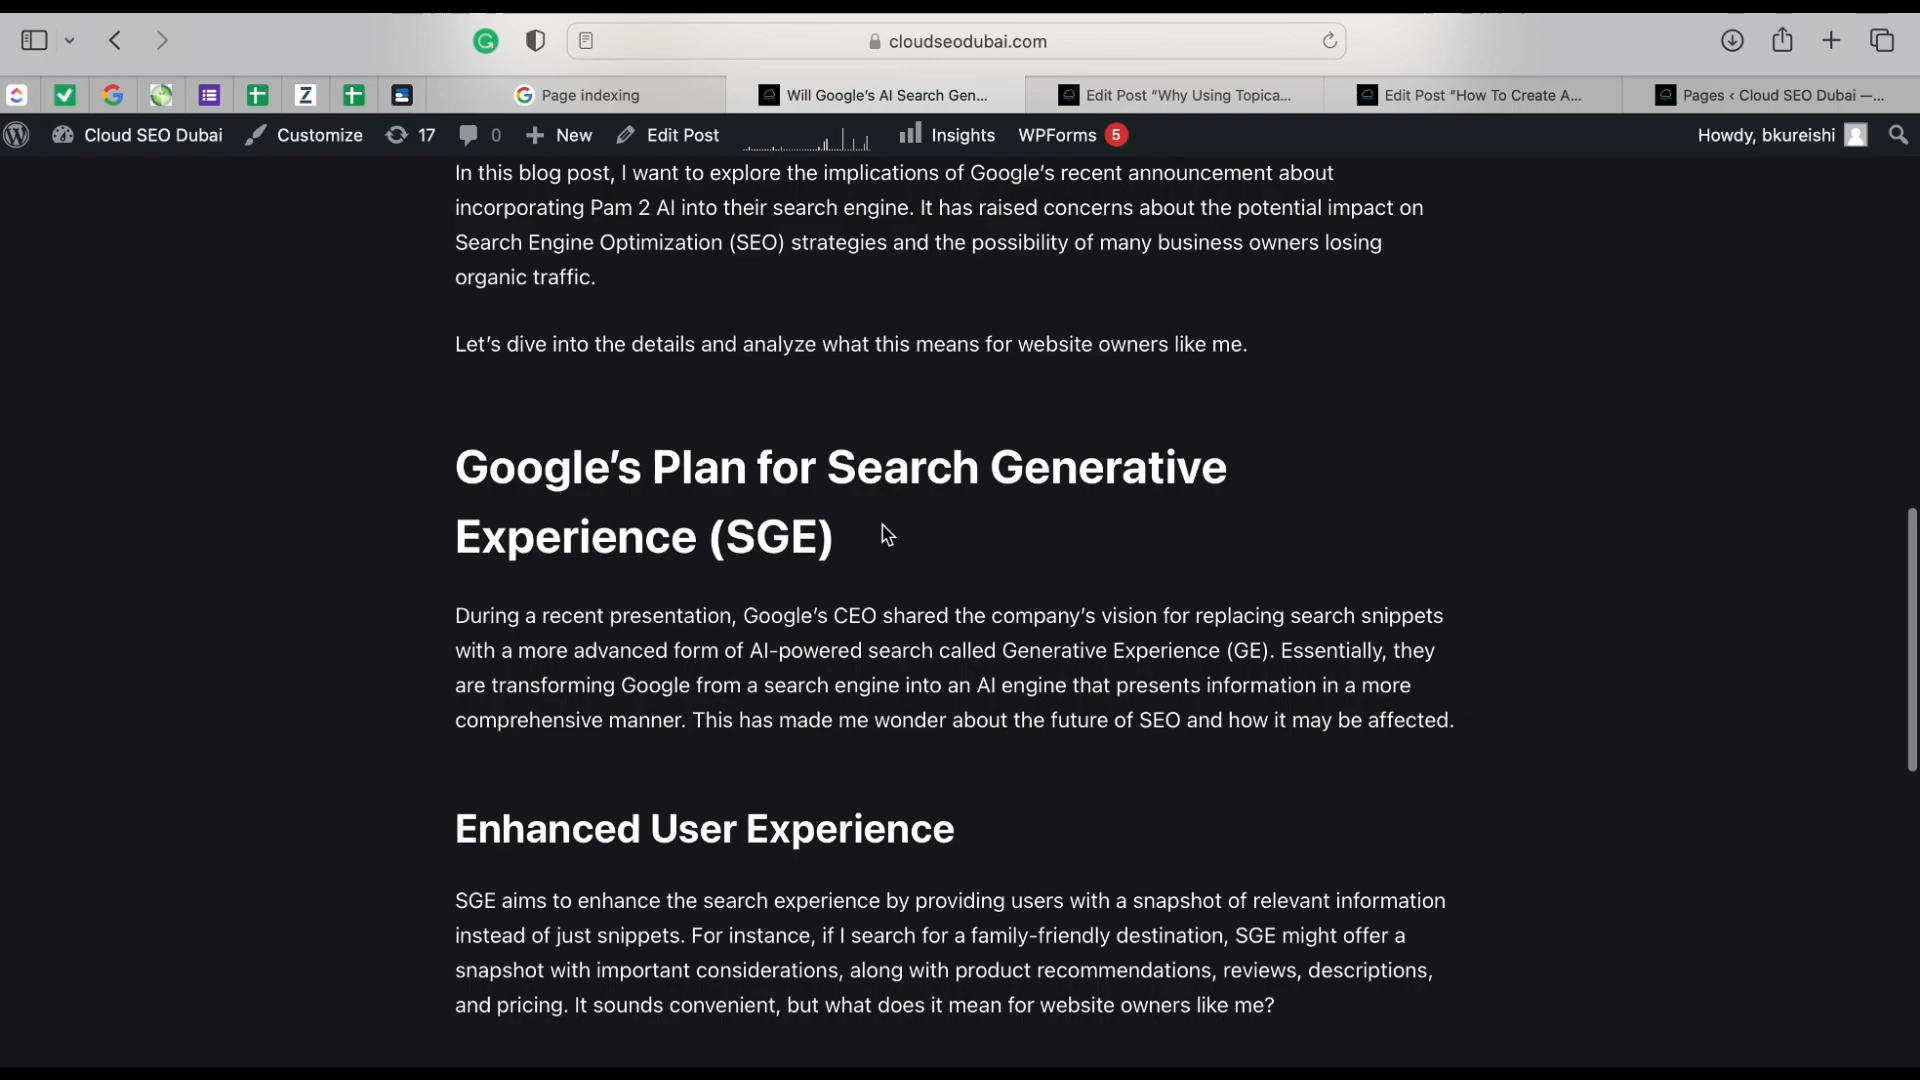 cloudseodubai.com
Page indexing
Will Google's AI Search Gen...
Edit Post “Why Using Topica...
Edit Post “How To Create A...
Pages ‹ Cloud SEO Dubai —...
Cloud SEO Dubai
Customize
17
0
New
Edit Post
Insights
WPForms 5
Howdy, bkureishi
In this blog post, I want to explore the implications of Google’s recent announcement about
incorporating Pam 2 AI into their search engine. It has raised concerns about the potential impact on
Search Engine Optimization (SEO) strategies and the possibility of many business owners losing
organic traffic.
Let’s dive into the details and analyze what this means for website owners like me.
Google’s Plan for Search Generative
Experience (SGE)
During a recent presentation, Google’s CEO shared the company’s vision for replacing search snippets
with a more advanced form of AI-powered search called Generative Experience (GE). Essentially, they
are transforming Google from a search engine into an AI engine that presents information in a more
comprehensive manner. This has made me wonder about the future of SEO and how it may be affected.
Enhanced User Experience
SGE aims to enhance the search experience by providing users with a snapshot of relevant information
instead of just snippets. For instance, if I search for a family-friendly destination, SGE might offer a
snapshot with important considerations, along with product recommendations, reviews, descriptions,
and pricing. It sounds convenient, but what does it mean for website owners like me?